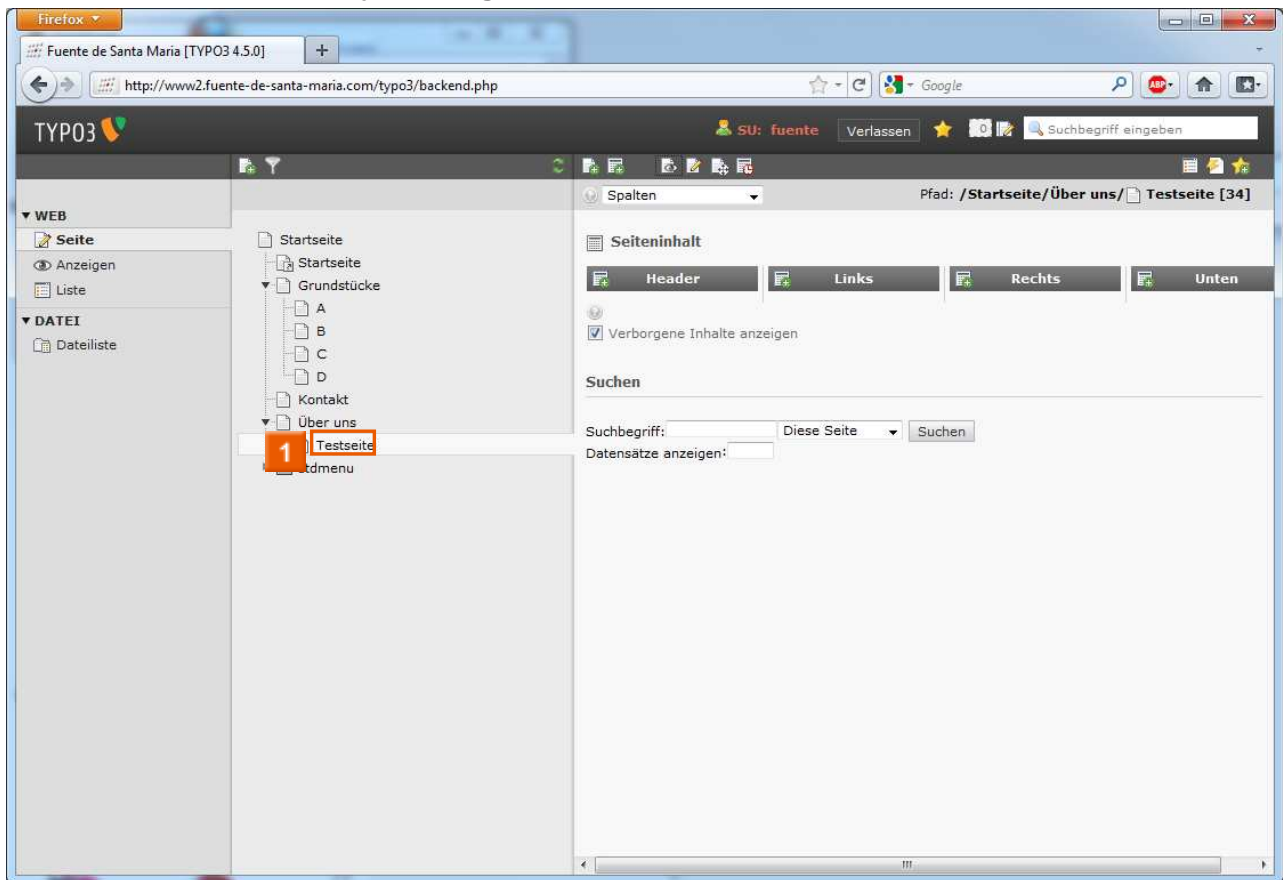 Firefox
Fuente de Santa Maria [TYPO3 4.5.0]
http://www2.fuente-de-santa-maria.com/typo3/backend.php
Google
ABP
TYPO3
SU: fuente
Verlassen
0
Suchbegriff eingeben
Spalten
Pfad: /Startseite/Über uns/ Testseite [34]
WEB
Seite
Anzeigen
Liste
DATEI
Dateiliste
Startseite
Startseite
Grundstücke
A
B
C
D
Kontakt
Über uns
1
Testseite
stdmenu
Seiteninhalt
Header
Links
Rechts
Unten
Verborgene Inhalte anzeigen
Suchen
Suchbegriff:
Diese Seite
Suchen
Datensätze anzeigen: